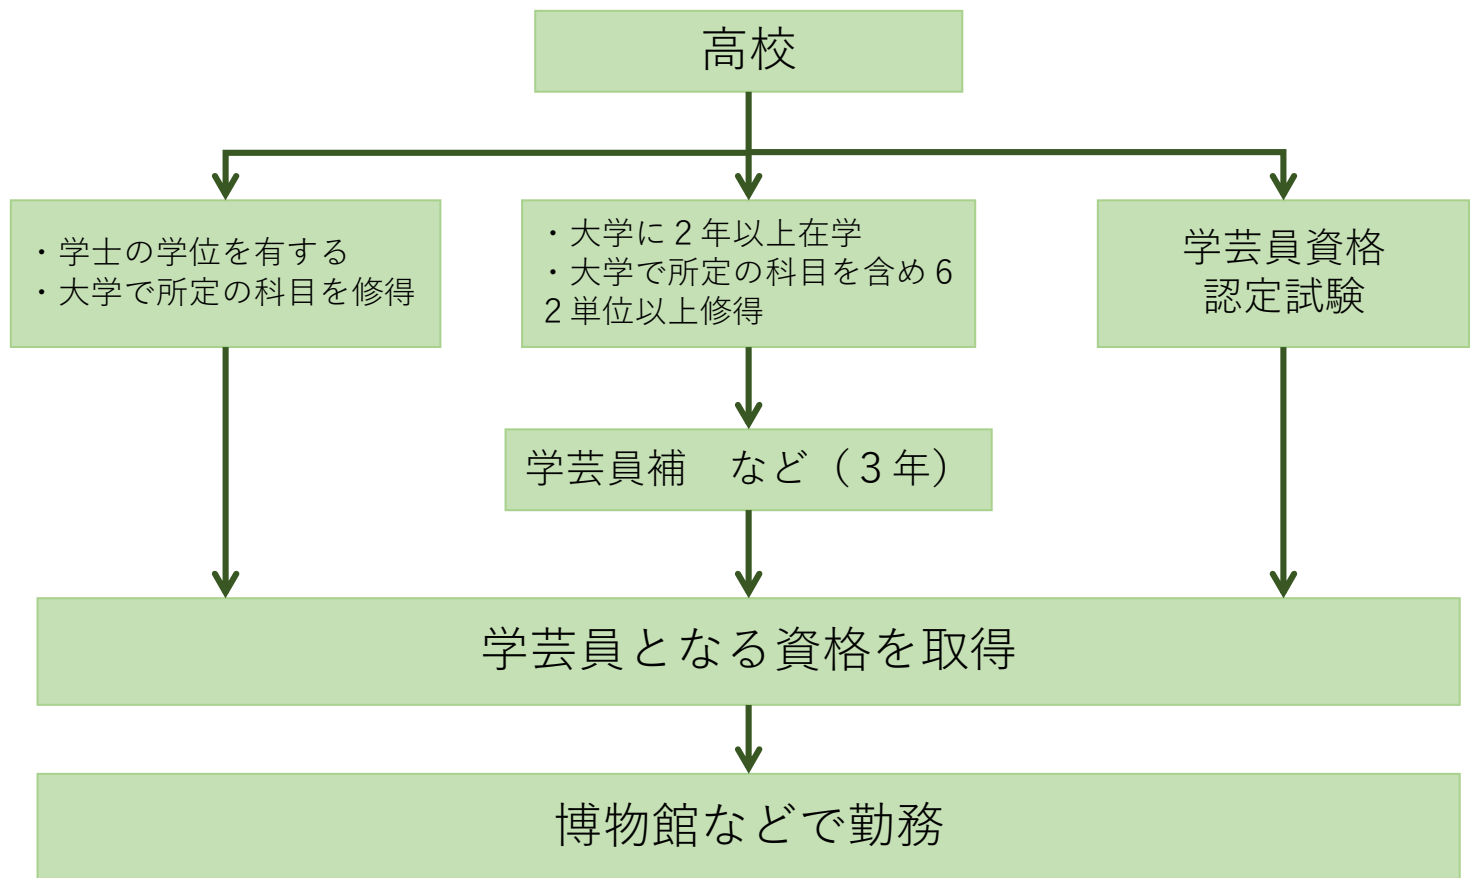 高校
・学士の学位を有する
・大学で所定の科目を修得
・大学に２年以上在学
・大学で所定の科目を含め６
２単位以上修得
学芸員資格
認定試験
学芸員補　など（３年）
学芸員となる資格を取得
博物館などで勤務